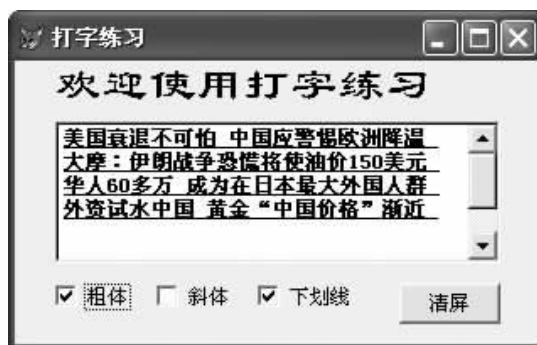 打字练习
欢迎使用打字练习
美国衰退不可怕 中国应警惕欧洲降温
大摩：伊朗战争恐慌将使油价150美元
华人60多万 成为在日本最大外国人群
外资试水中国 黄金“中国价格”渐近
粗体 斜体 下划线 清屏